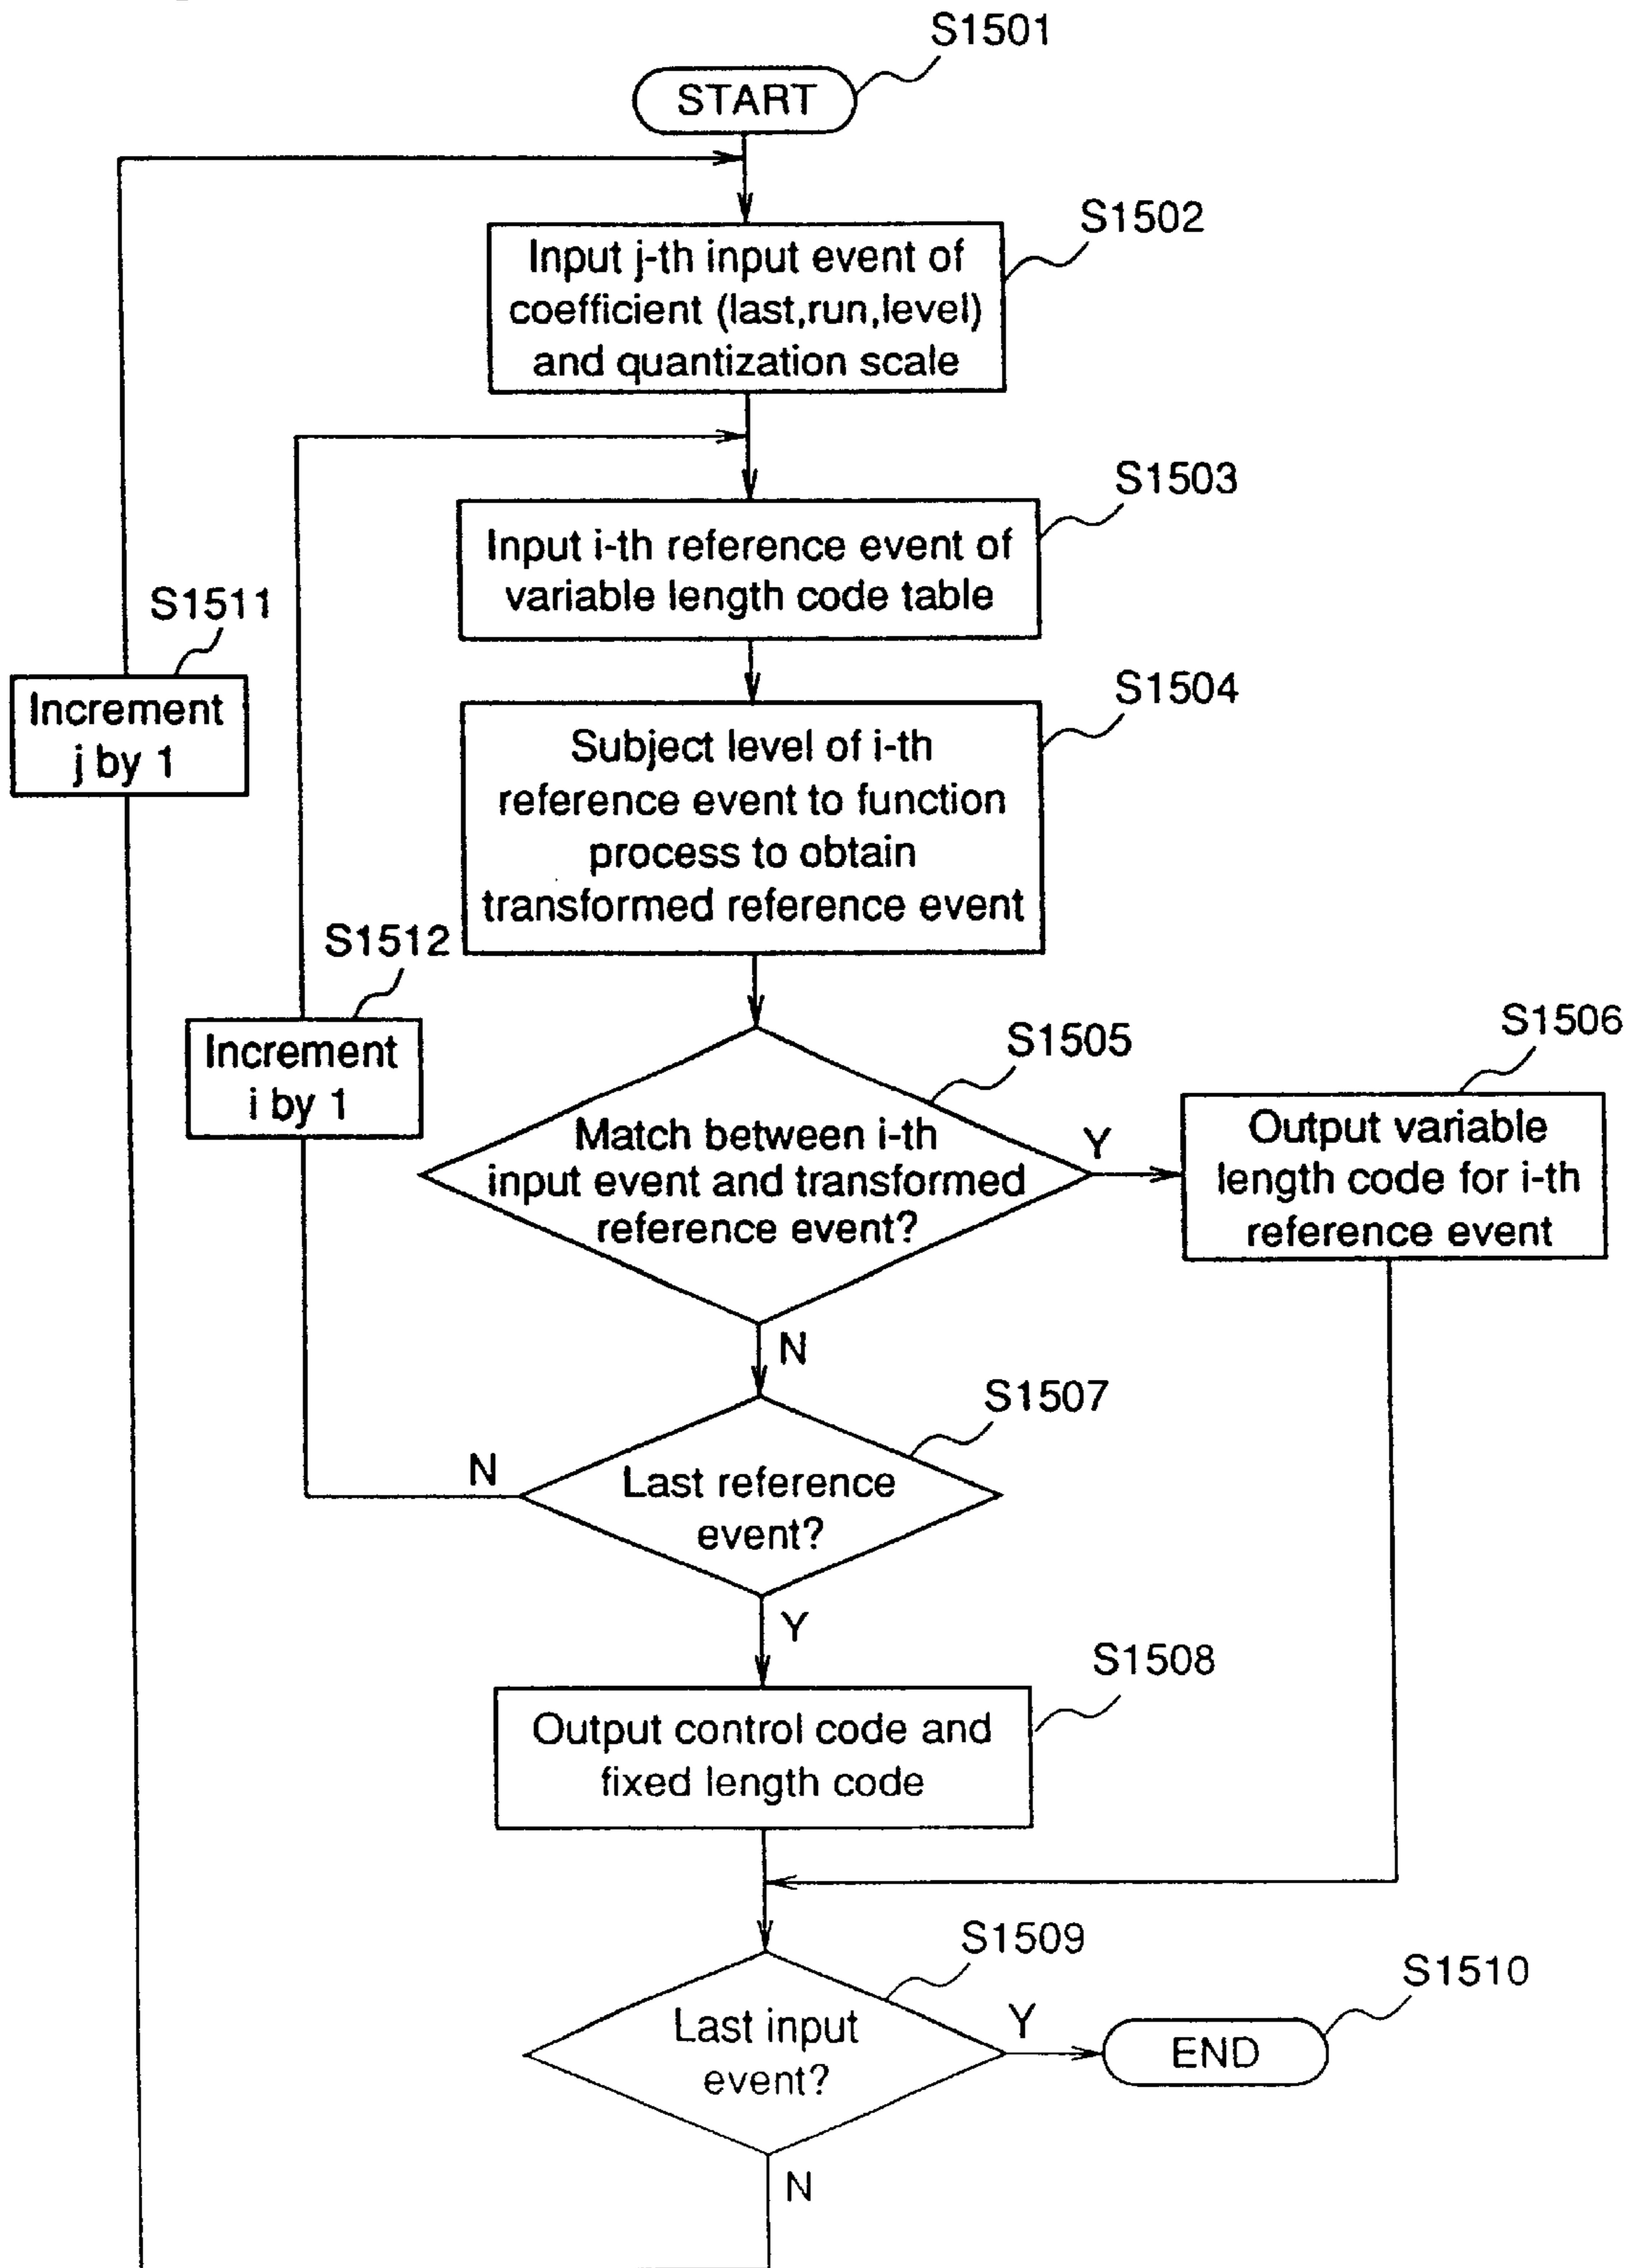 S1501
START
S1502
Input j-th input event of
coefficient (last,run,level)
and quantization scale
S1503
Input i-th reference event of
variable length code table
S1511
Increment
j by 1
S1504
Subject level of i-th
reference event to function
process to obtain
transformed reference event
S1512
Increment
i by 1
S1505
Match between i-th
input event and transformed
reference event?
Y
S1506
Output variable
length code for i-th
reference event
N
S1507
Last reference
event?
N
Y
S1508
Output control code and
fixed length code
S1509
Last input
event?
Y
S1510
END
N